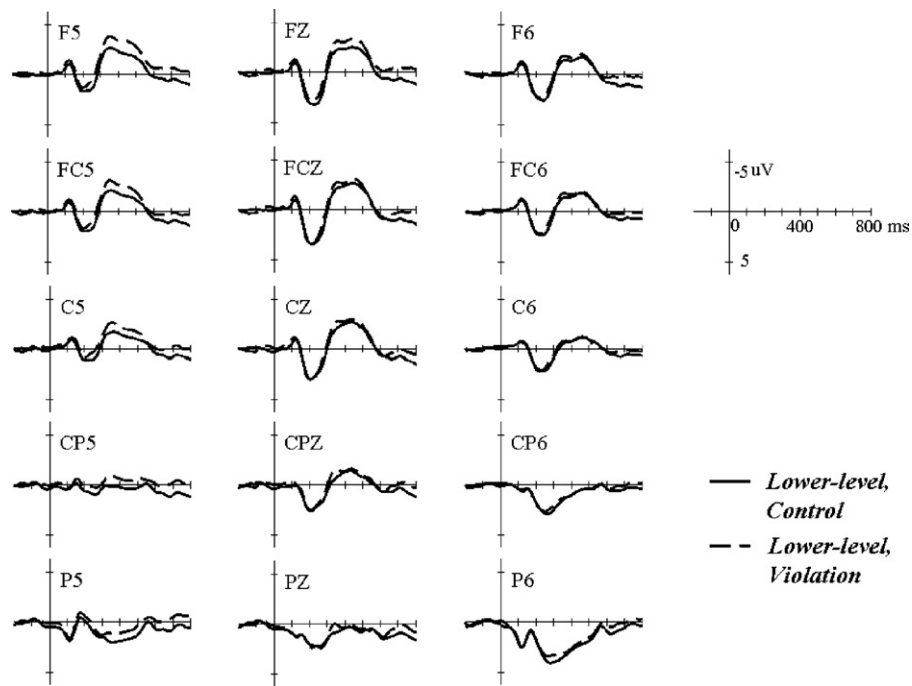 F5 FZ F6
FC5 FCZ FC6
-5 uV
0 400 800 ms
5
C5 CZ C6
CP5 CPZ CP6
Lower-level,
Control
Lower-level,
Violation
P5 PZ P6